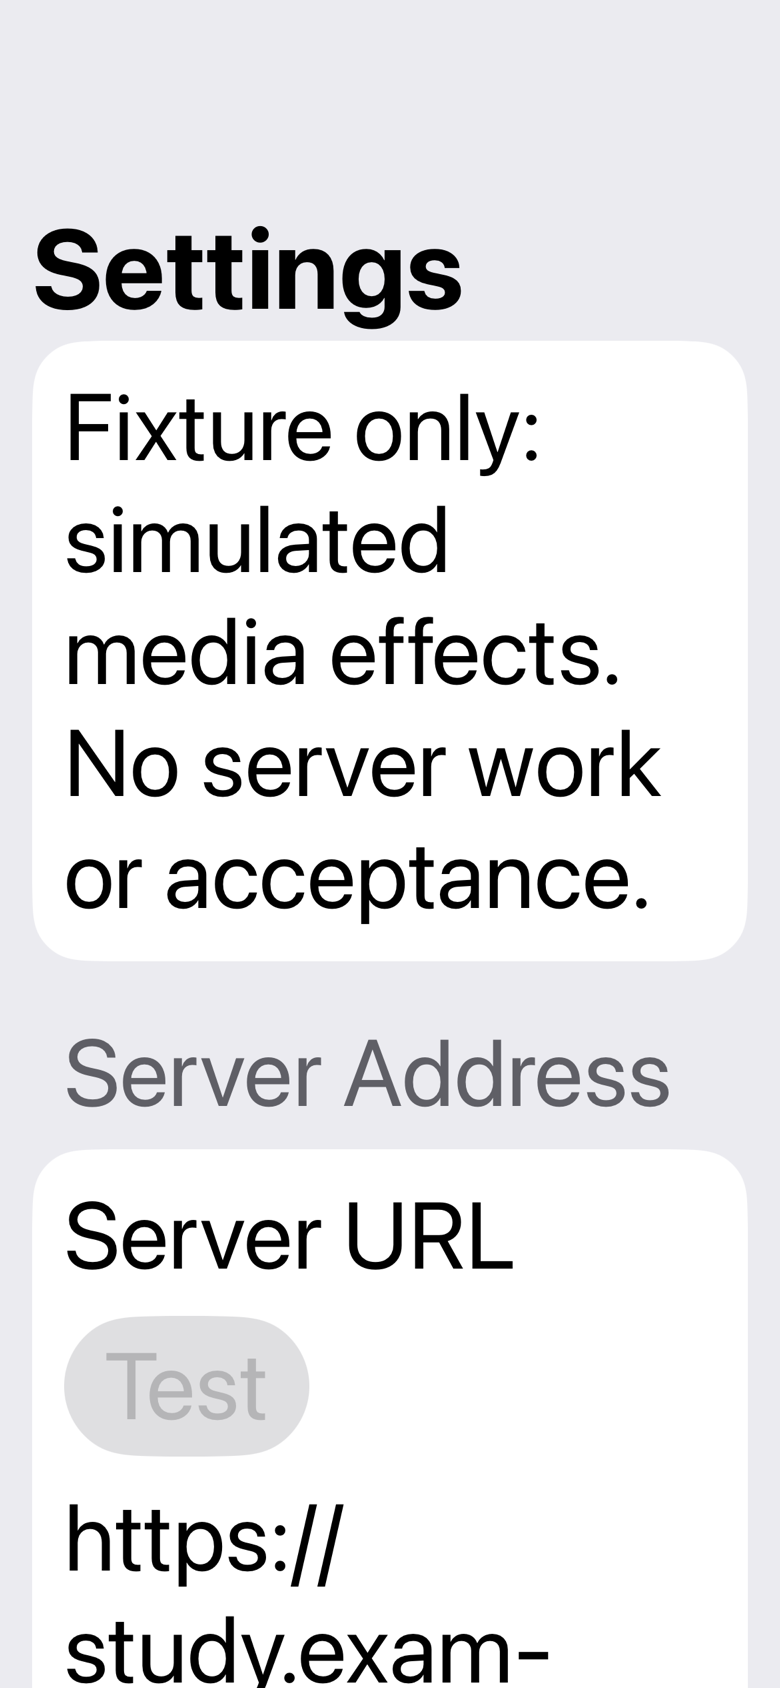 Settings
Fixture only:
simulated
media effects.
No server work
or acceptance.
Server Address
Server URL
Test
https://
study.exam-